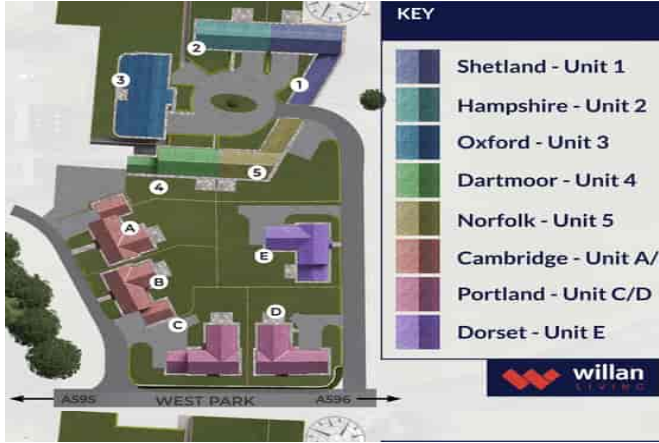 KEY
Shetland - Unit 1
Hampshire - Unit 2
Oxford - Unit 3
Dartmoor - Unit 4
Norfolk - Unit 5
Cambridge - Unit A/
Portland - Unit C/D
Dorset - Unit E
willan
LIVING
2
3
1
4
5
A
B
E
C
D
A595
WEST PARK
A596